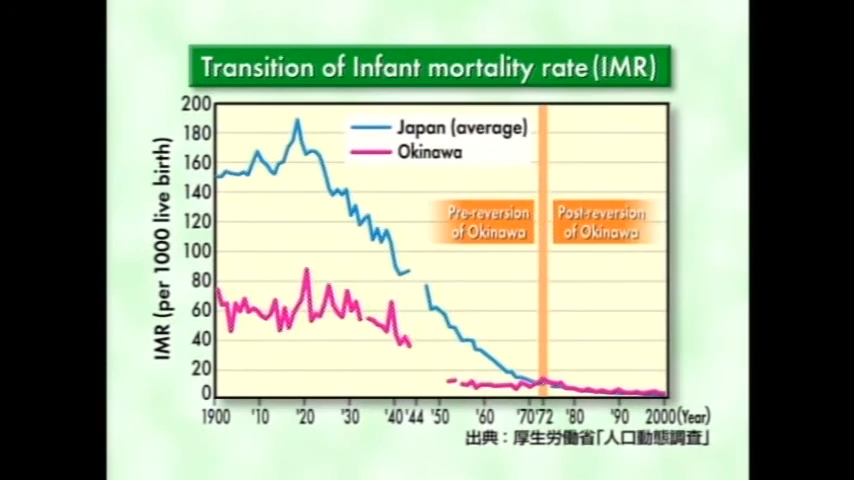 Transition of Infant mortality rate (IMR)
IMR (per 1000 live birth)
200
180
160
140
120
100
80
60
40
20
0
Japan (average)
Okinawa
Pre-reversion
of Okinawa
Post-reversion
of Okinawa
1900 '10 '20 '30 '40 '44 '50 '60 '70 '72 '80 '90 2000 (Year)
出典：厚生労働省「人口動態調査」